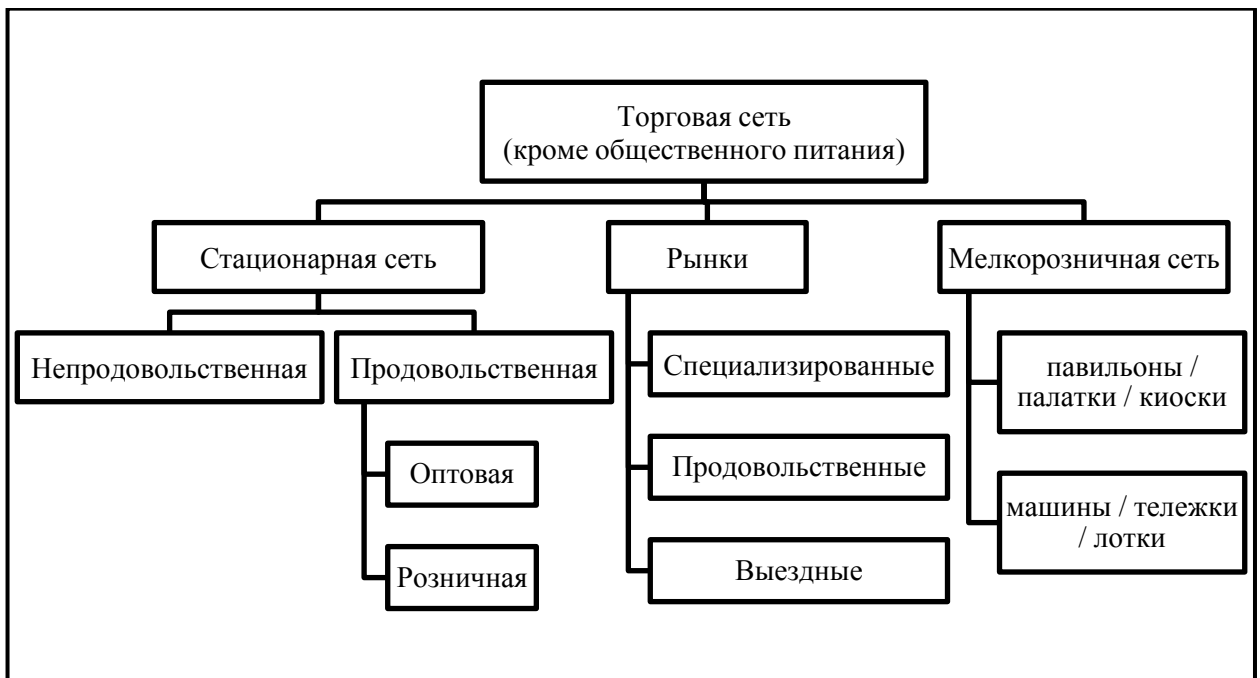 Торговая сеть
(кроме общественного питания)
Стационарная сеть
Рынки
Мелкорозничная сеть
Непродовольственная
Продовольственная
Специализированные
павильоны /
палатки / киоски
Оптовая
Продовольственные
машины / тележки
/ лотки
Розничная
Выездные